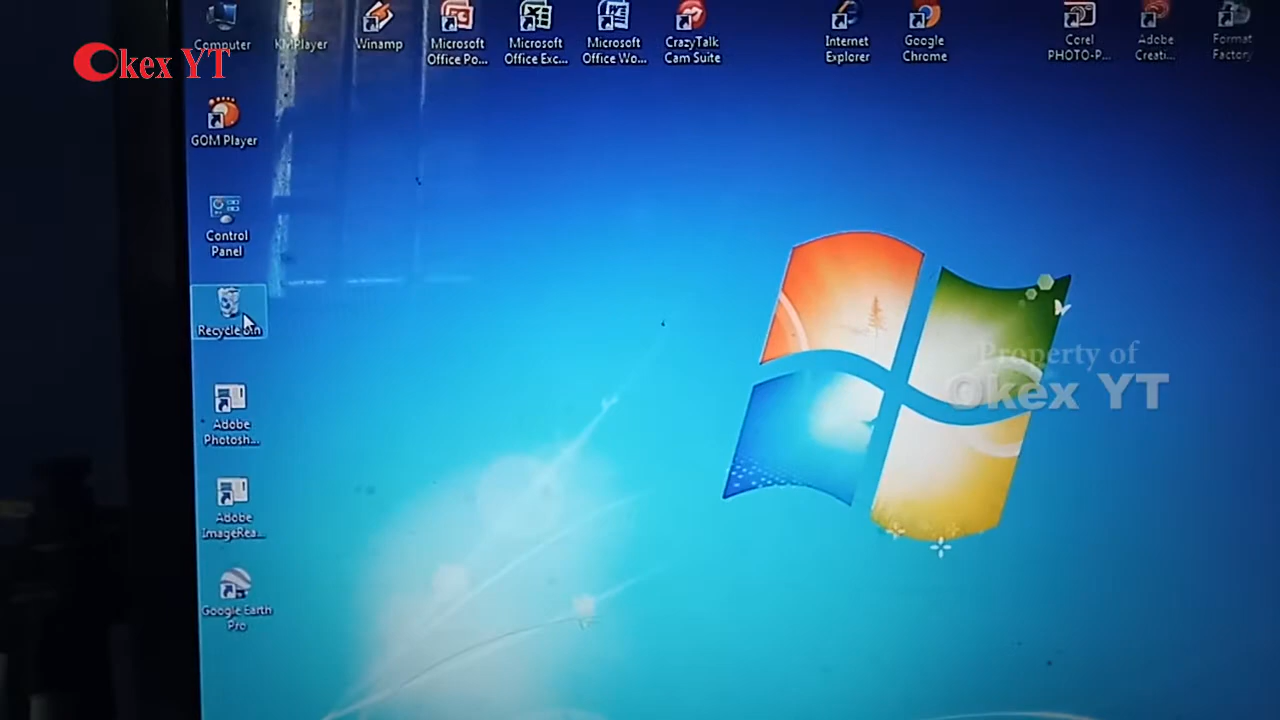 Okex YT
Computer
KMPlayer
Winamp
Microsoft
Office Po...
Microsoft
Office Exc...
Microsoft
Office Wo...
CrazyTalk
Cam Suite
Internet
Explorer
Google
Chrome
Corel
PHOTO-P...
Adobe
Creati...
Format
Factory
GOM Player
Control
Panel
Recycle Bin
Adobe
Photosh...
Adobe
ImageRea...
Google Earth
Pro
Property of
Okex YT